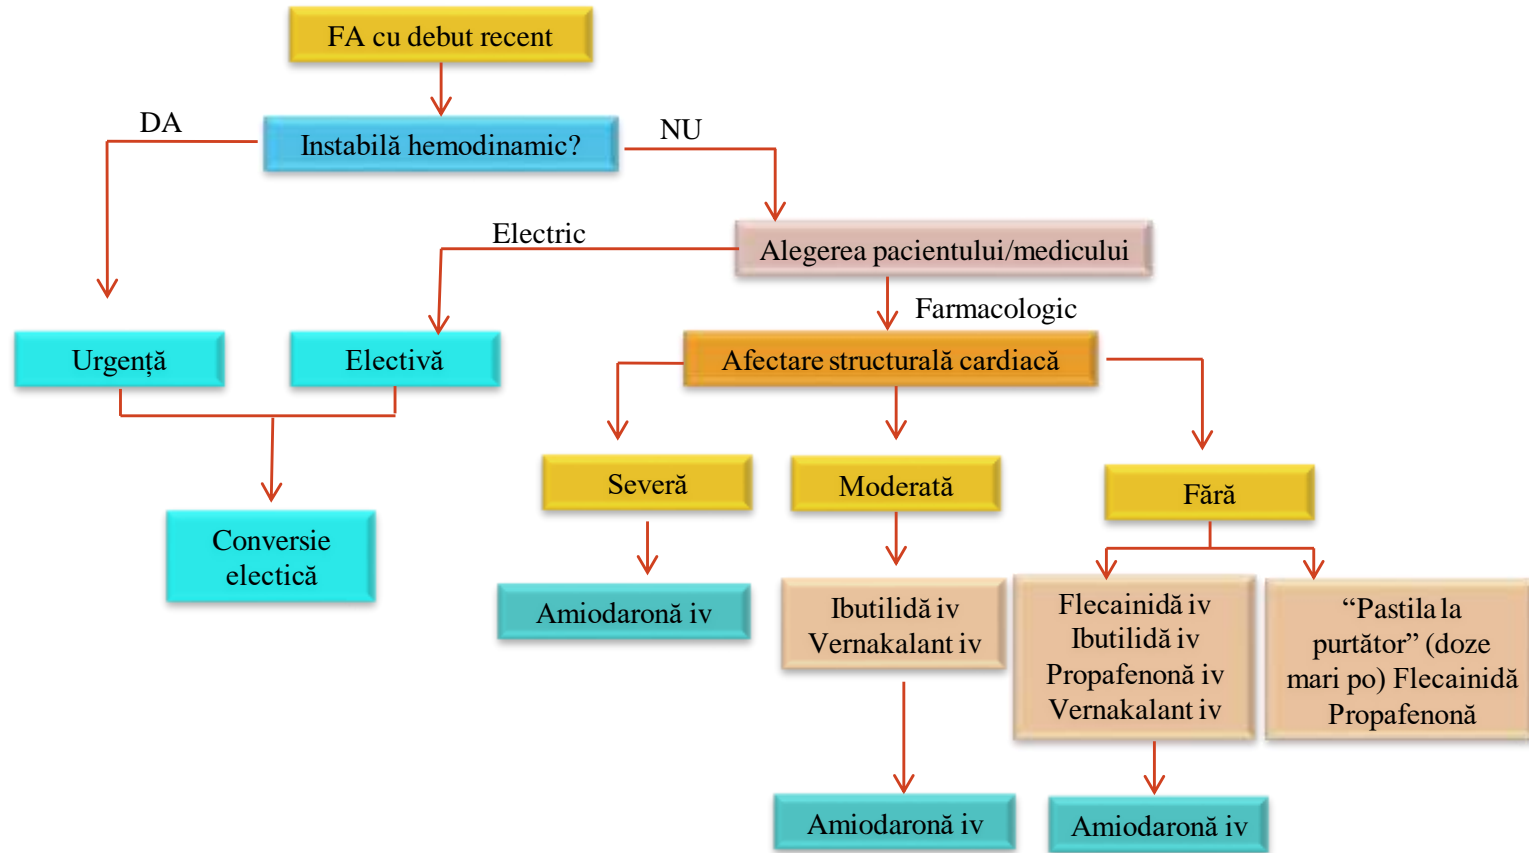 FA cu debut recent
DA
Instabilă hemodinamic?
NU
Electric
Alegerea pacientului/medicului
Farmacologic
Urgență
Electivă
Afectare structurală cardiacă
Severă
Moderată
Fără
Conversie
electică
Amiodaronă iv
Ibutilidă iv
Vernakalant iv
Flecainidă iv
Ibutilidă iv
Propafenonă iv
Vernakalant iv
“Pastila la
purtător” (doze
mari po) Flecainidă
Propafenonă
Amiodaronă iv
Amiodaronă iv